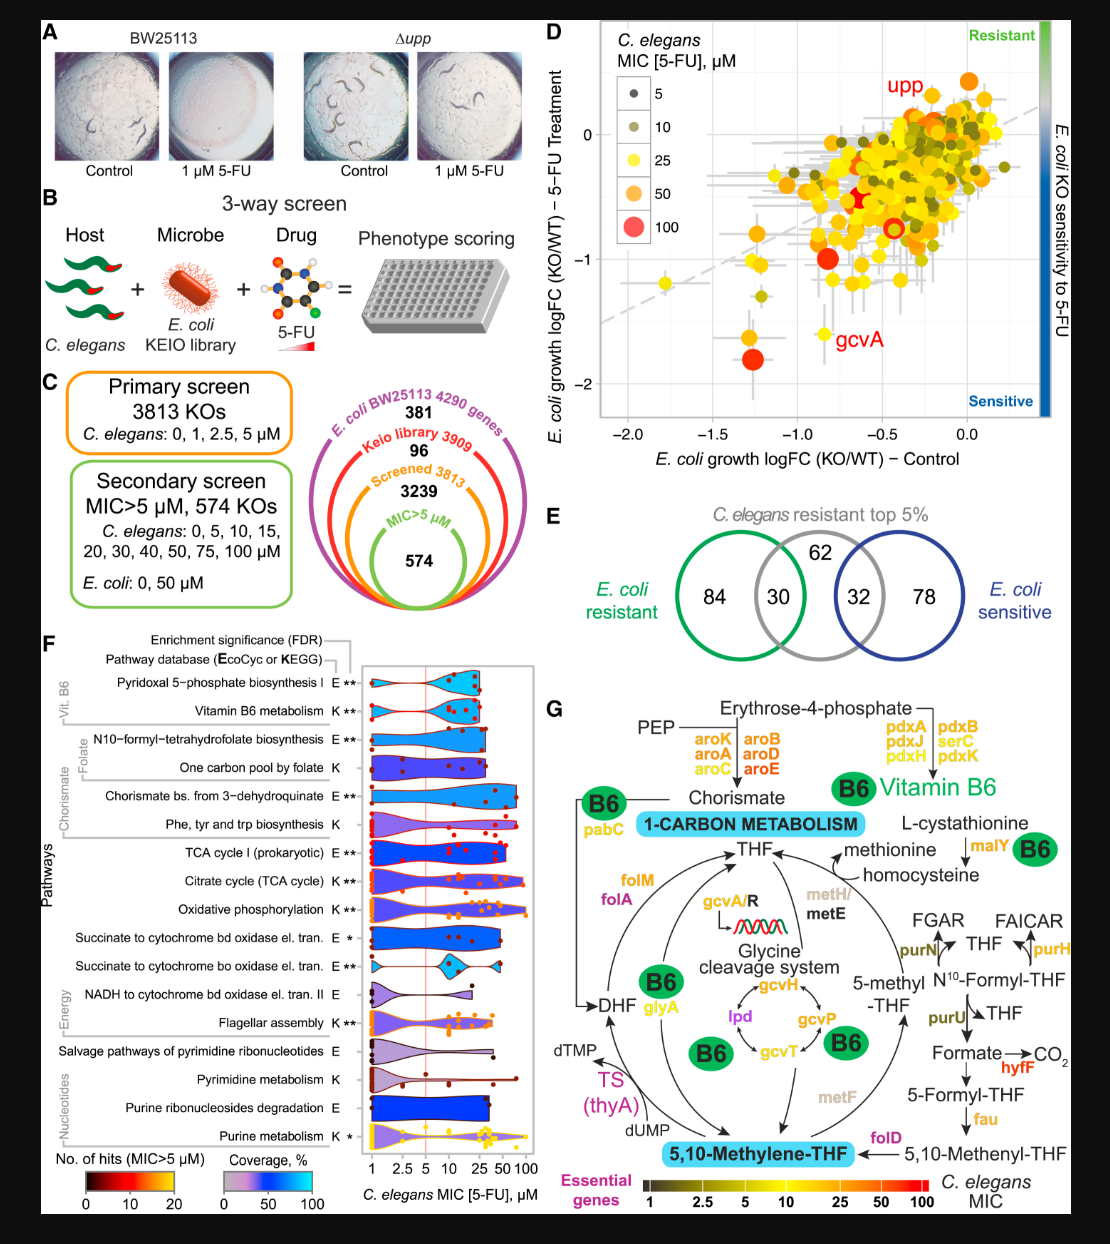 A
BW25113
Δupp
Control
1 µM 5-FU
Control
1 µM 5-FU
B
3-way screen
Host
Microbe
Drug
Phenotype scoring
+
+
=
C. elegans
E. coli
KEIO library
5-FU
C
Primary screen
3813 KOs
C. elegans: 0, 1, 2.5, 5 µM
Secondary screen
MIC>5 µM, 574 KOs
C. elegans: 0, 5, 10, 15,
20, 30, 40, 50, 75, 100 µM
E. coli: 0, 50 µM
E. coli BW25113 4290 genes
381
Keio library 3909
96
Screened 3813
3239
MIC>5 µM
574
D
C. elegans
MIC [5-FU], µM
5
10
25
50
100
Resistant
upp
gcvA
Sensitive
E. coli KO sensitivity to 5-FU
E. coli growth logFC (KO/WT) − 5-FU Treatment
0
−1
−2
−2.0
−1.5
−1.0
−0.5
0.0
E. coli growth logFC (KO/WT) − Control
E
C. elegans resistant top 5%
E. coli
resistant
84
30
62
32
78
E. coli
sensitive
F
Enrichment significance (FDR)
Pathway database (EcoCyc or KEGG)
Pathways
Vit. B6
Folate
Chorismate
Energy
Nucleotides
Pyridoxal 5−phosphate biosynthesis I E **
Vitamin B6 metabolism K **
N10−formyl−tetrahydrofolate biosynthesis E **
One carbon pool by folate K
Chorismate bs. from 3−dehydroquinate E **
Phe, tyr and trp biosynthesis K
TCA cycle I (prokaryotic) E **
Citrate cycle (TCA cycle) K **
Oxidative phosphorylation K **
Succinate to cytochrome bd oxidase el. tran. E *
Succinate to cytochrome bo oxidase el. tran. E **
NADH to cytochrome bd oxidase el. tran. II E
Flagellar assembly K **
Salvage pathways of pyrimidine ribonucleotides E
Pyrimidine metabolism K
Purine ribonucleosides degradation E
Purine metabolism K *
No. of hits (MIC>5 µM)
0 10 20
Coverage, %
0 50 100
1 2.5 5 10 25 50 100
C. elegans MIC [5-FU], µM
G
Erythrose-4-phosphate
PEP
aroK aroB
aroA aroD
aroC aroE
pdxA pdxB
pdxJ serC
pdxH pdxK
B6
Chorismate
B6
Vitamin B6
pabC
1-CARBON METABOLISM
L-cystathionine
malY
B6
THF
methionine
homocysteine
folM
folA
gcvA/R
metH/
metE
FGAR
FAICAR
purN
THF
purH
Glycine
cleavage system
B6
glyA
gcvH
lpd
gcvP
gcvT
B6
B6
5-methyl
-THF
N10-Formyl-THF
DHF
purU
THF
dTMP
TS
(thyA)
dUMP
metF
Formate
CO2
hyfF
5-Formyl-THF
fau
folD
5,10-Methylene-THF
5,10-Methenyl-THF
Essential
genes
1 2.5 5 10 25 50 100
C. elegans
MIC